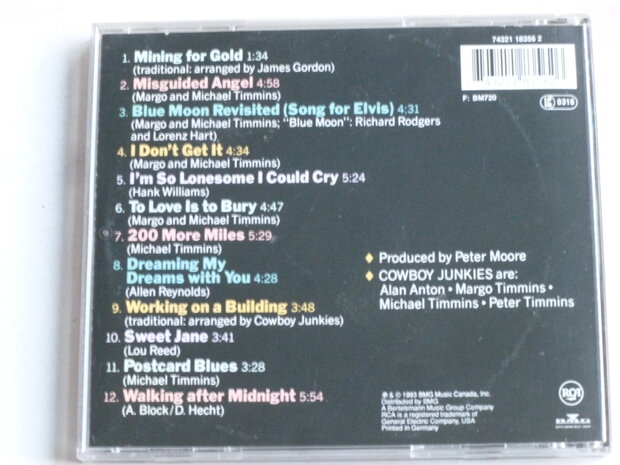 74321 18356 2
F: BM720
LC 0316
1. Mining for Gold 1:34
(traditional: arranged by James Gordon)
2. Misguided Angel 4:58
(Margo and Michael Timmins)
3. Blue Moon Revisited (Song for Elvis) 4:31
(Margo and Michael Timmins; "Blue Moon": Richard Rodgers
and Lorenz Hart)
4. I Don't Get It 4:34
(Margo and Michael Timmins)
5. I'm So Lonesome I Could Cry 5:24
(Hank Williams)
6. To Love Is to Bury 4:47
(Margo and Michael Timmins)
7. 200 More Miles 5:29
(Michael Timmins)
8. Dreaming My
Dreams with You 4:28
(Allen Reynolds)
9. Working on a Building 3:48
(traditional: arranged by Cowboy Junkies)
10. Sweet Jane 3:41
(Lou Reed)
11. Postcard Blues 3:28
(Michael Timmins)
12. Walking after Midnight 5:54
(A. Block/D. Hecht)
♦ Produced by Peter Moore
♦ COWBOY JUNKIES are:
Alan Anton • Margo Timmins •
Michael Timmins • Peter Timmins
℗ & © 1993 BMG Music Canada, Inc.
Distributed by BMG
A Bertelsmann Music Group Company
RCA is a registered trademark of
General Electric Company, USA
Printed in Germany
RCA
BMG